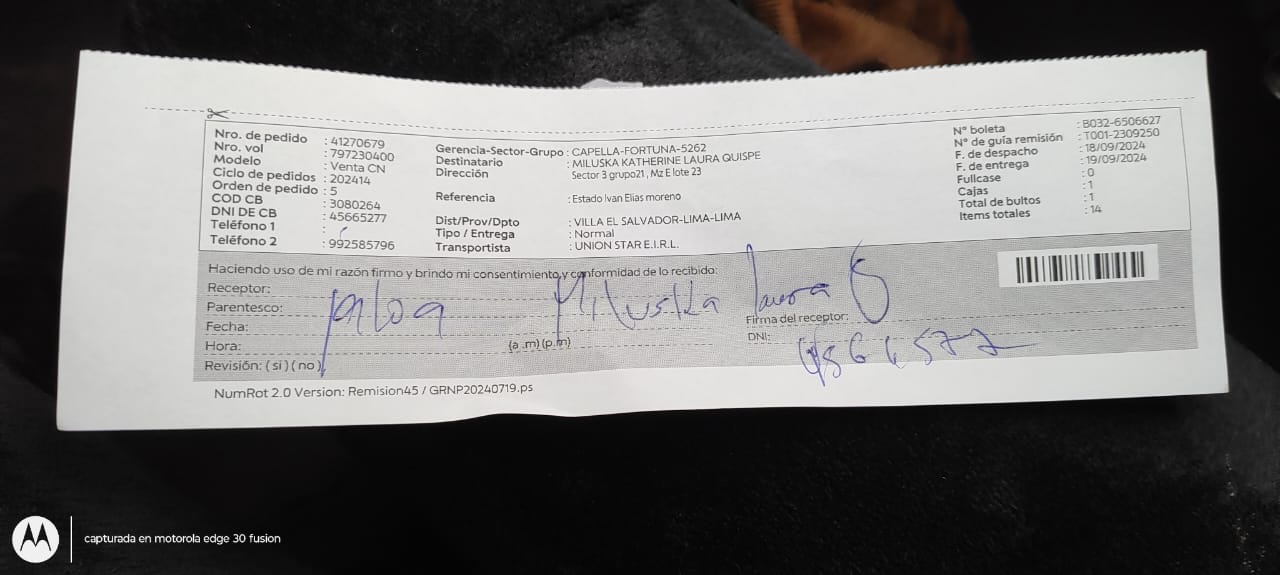 Nro. de pedido : 41270679
Nro. vol : 797230400
Modelo : Venta CN
Ciclo de pedidos : 202414
Orden de pedido : 5
COD CB : 3080264
DNI DE CB : 45665277
Teléfono 1 :
Teléfono 2 : 992585796
Gerencia-Sector-Grupo : CAPELLA-FORTUNA-5262
Destinatario : MILUSKA KATHERINE LAURA QUISPE
Dirección : Sector 3 grupo21 , Mz E lote 23
Referencia : Estado Ivan Elias moreno
Dist/Prov/Dpto : VILLA EL SALVADOR-LIMA-LIMA
Tipo / Entrega : Normal
Transportista : UNION STAR E.I.R.L.
N° boleta : B032-6506627
N° de guía remisión : T001-2309250
F. de despacho : 18/09/2024
F. de entrega : 19/09/2024
Fullcase : 0
Cajas : 1
Total de bultos : 1
Items totales : 14
Haciendo uso de mi razón firmo y brindo mi consentimiento,y conformidad de lo recibido:
Receptor:
Parentesco: Miluska laura
Fecha:
Hora: (a .m) (p.m)
Revisión: ( si ) ( no )
Firma del receptor:
DNI:
NumRot 2.0 Version: Remision45 / GRNP20240719.ps
capturada en motorola edge 30 fusion